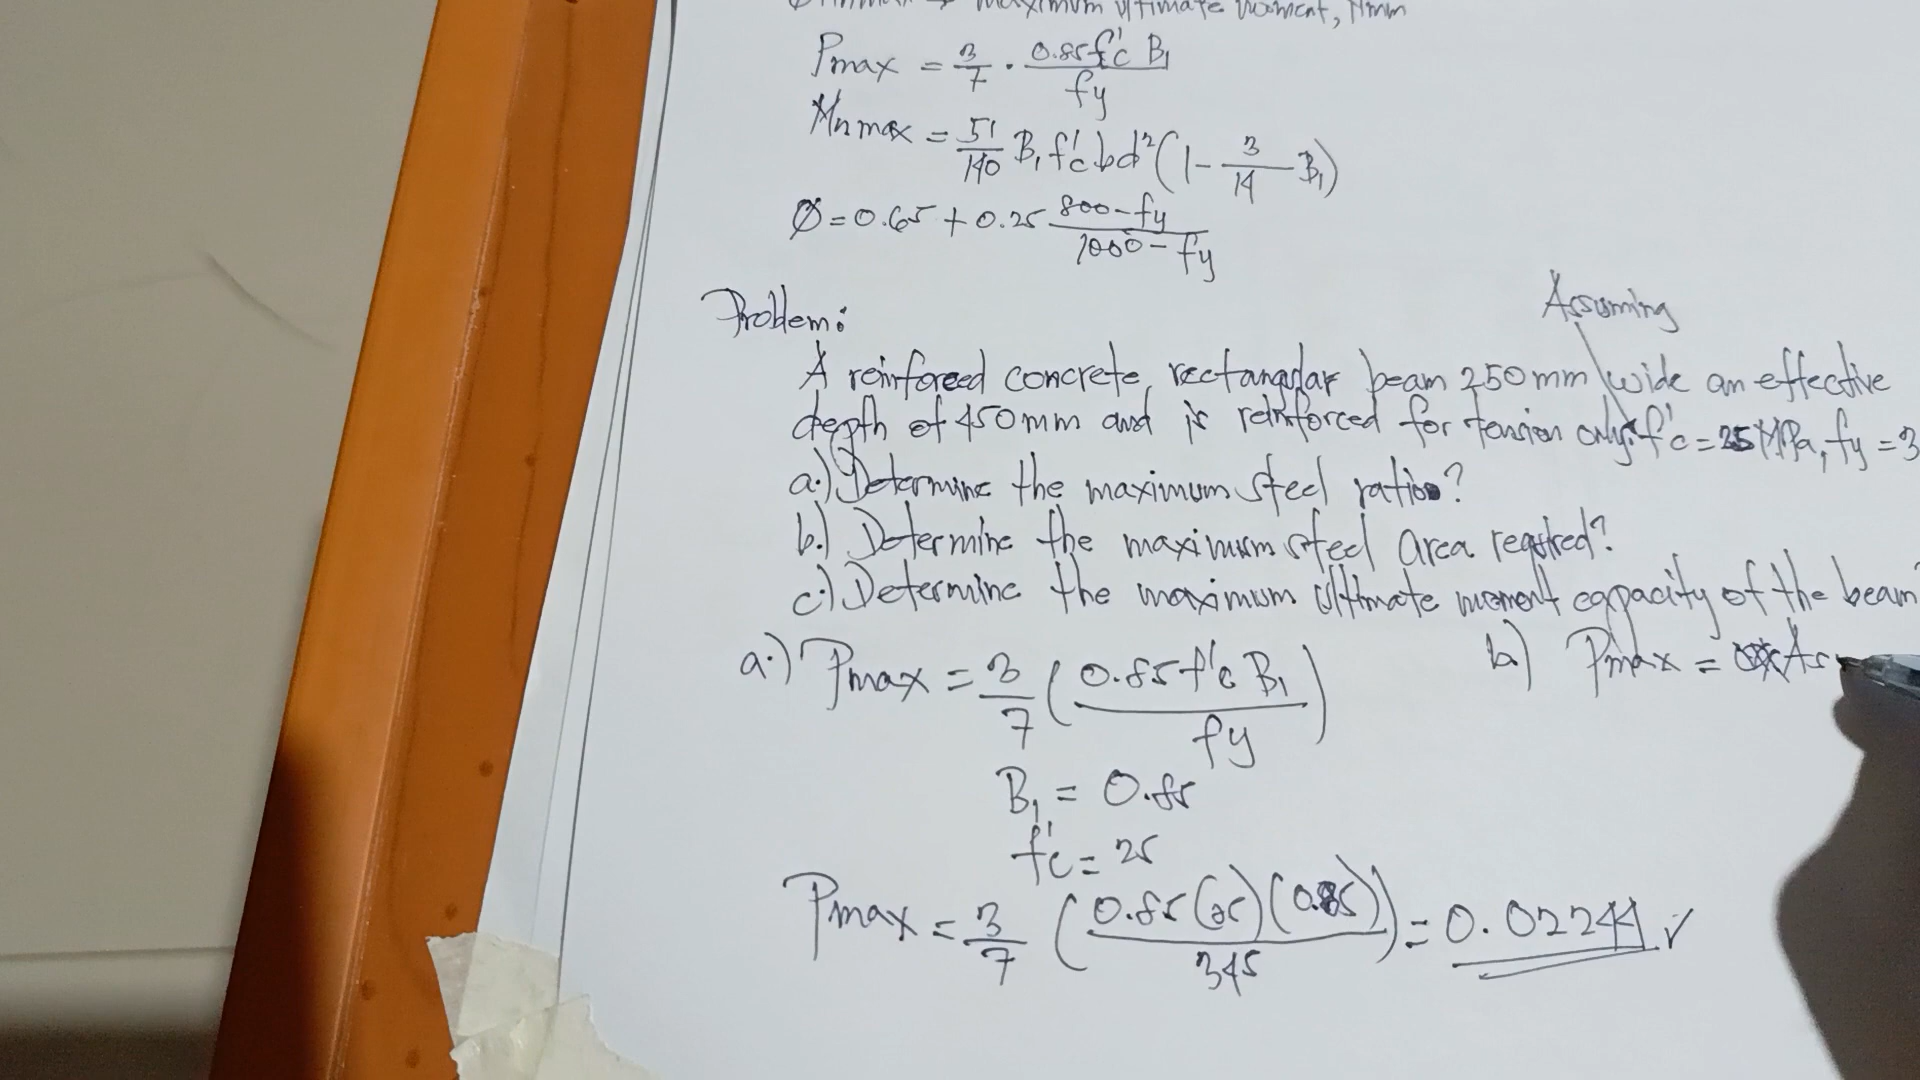 maximum ultimate moment, Nmm
Pmax = 3/7 · 0.85f'c B1 / fy
Mn max = 51/140 B1 f'c bd² (1 - 3/14 B1)
Ø = 0.65 + 0.25 800 - fy / 1000 - fy
Assuming
Problem:
A reinforced concrete, rectangular beam 250mm wide an effective
depth of 450mm and is reinforced for tension only. f'c = 25 MPa, fy = 3
a.) Determine the maximum steel ratio?
b.) Determine the maximum steel area required?
c.) Determine the maximum ultimate moment capacity of the beam?
a.) Pmax = 3/7 (0.85 f'c B1 / fy)
B1 = 0.85
f'c = 25
Pmax = 3/7 (0.85 (25) (0.85) / 345) = 0.02244 ✓
b.) Pmax = As